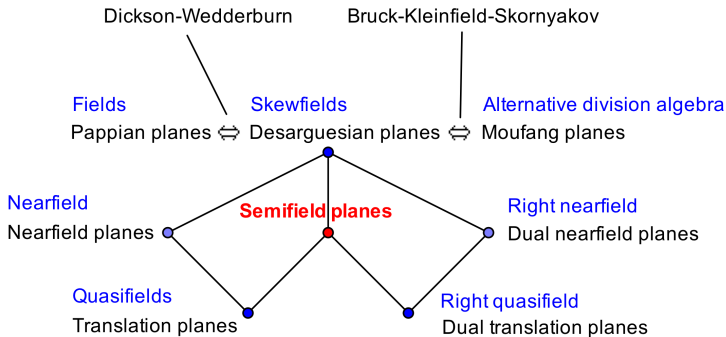 Dickson-Wedderburn
Bruck-Kleinfield-Skornyakov
Fields
Skewfields
Alternative division algebra
Pappian planes ⇔ Desarguesian planes ⇔ Moufang planes
Nearfield
Semifield planes
Right nearfield
Nearfield planes
Dual nearfield planes
Quasifields
Right quasifield
Translation planes
Dual translation planes